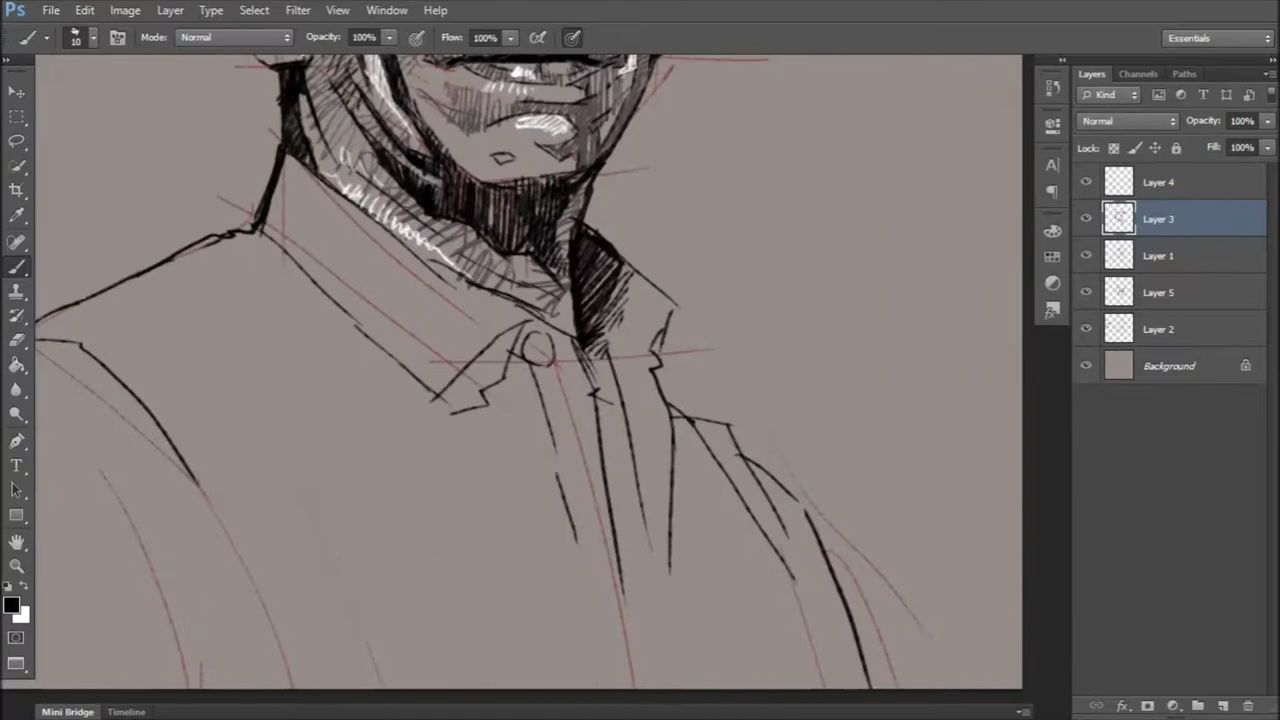 Ps File Edit Image Layer Type Select Filter View Window Help
10 Mode: Normal Opacity: 100% Flow: 100% Essentials
Layers Channels Paths
Kind T
Normal Opacity: 100%
Lock: Fill: 100%
Layer 4
Layer 3
Layer 1
Layer 5
Layer 2
Background
A
T
fx
fx
Mini Bridge Timeline